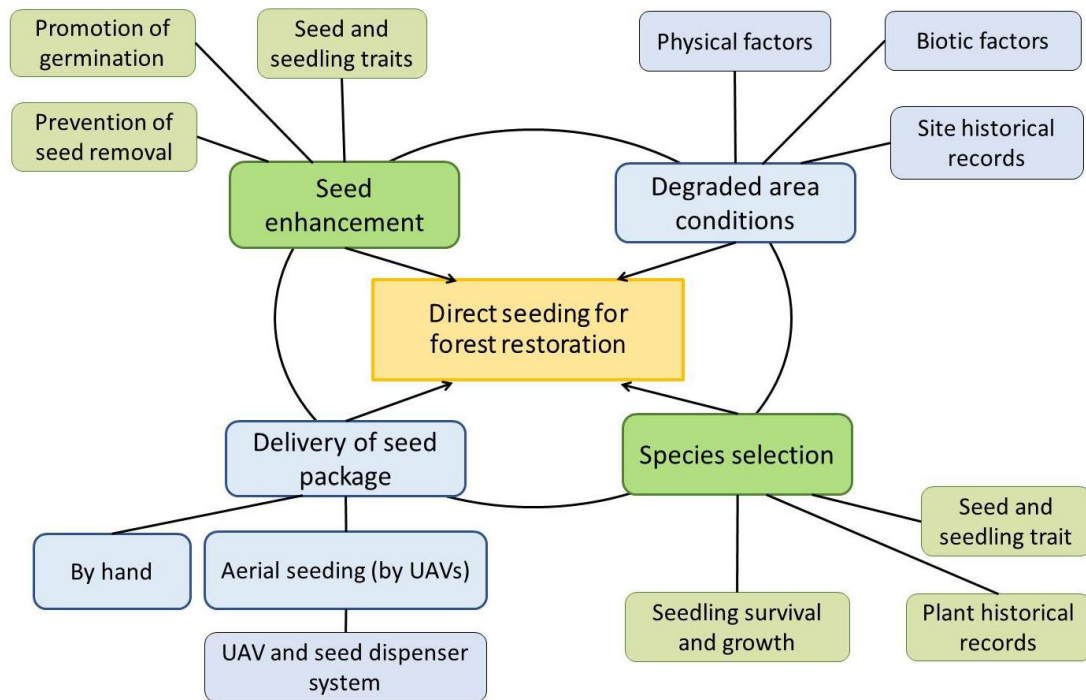 Promotion of
germination
Seed and
seedling traits
Physical factors
Biotic factors
Prevention of
seed removal
Site historical
records
Seed
enhancement
Degraded area
conditions
Direct seeding for
forest restoration
Delivery of seed
package
Species selection
Seed and
seedling trait
By hand
Aerial seeding (by UAVs)
Seedling survival
and growth
Plant historical
records
UAV and seed dispenser
system